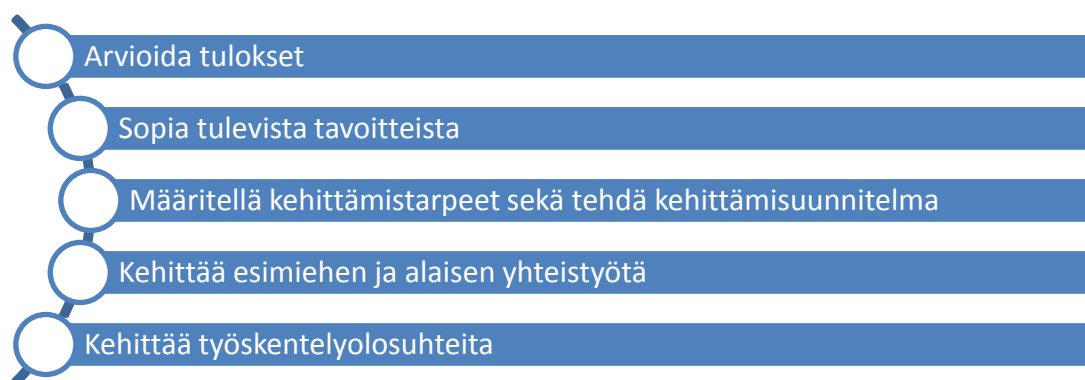 Arvioida tulokset
Sopia tulevista tavoitteista
Määritellä kehittämistarpeet sekä tehdä kehittämisuunnitelma
Kehittää esimiehen ja alaisen yhteistyötä
Kehittää työskentelyolosuhteita